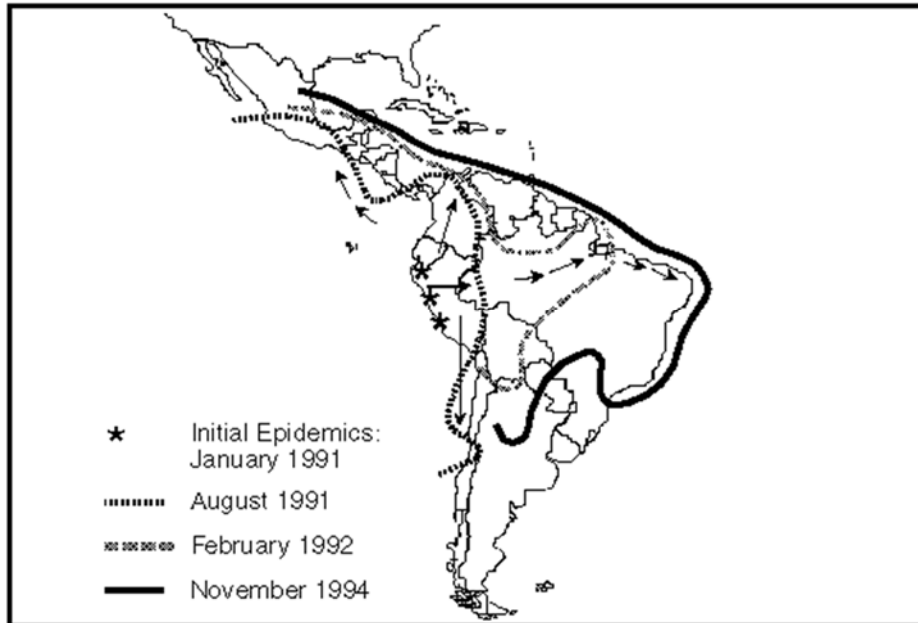 Initial Epidemics:
January 1991
August 1991
February 1992
November 1994